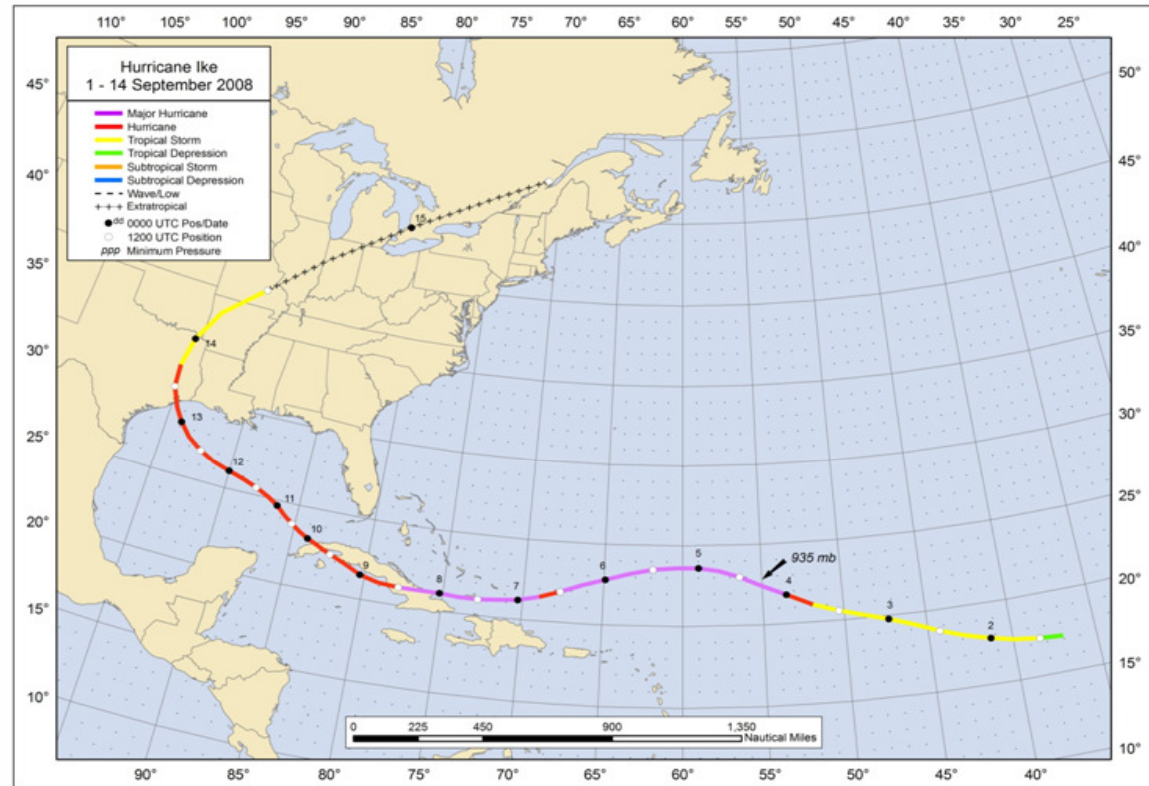 110° 105° 100° 95° 90° 85° 80° 75° 70° 65° 60° 55° 50° 45° 40° 35° 30° 25°
Hurricane Ike
1 - 14 September 2008
Major Hurricane
Hurricane
Tropical Storm
Tropical Depression
Subtropical Storm
Subtropical Depression
Wave/Low
Extratropical
dd 0000 UTC Pos/Date
1200 UTC Position
ppp Minimum Pressure
45°
40°
35°
30°
25°
20°
15°
10°
50°
45°
40°
35°
30°
25°
20°
15°
10°
15
14
13
12
11
10
9
8
7
6
5
935 mb
4
3
2
0 225 450 900 1,350
Nautical Miles
90° 85° 80° 75° 70° 65° 60° 55° 50° 45° 40°